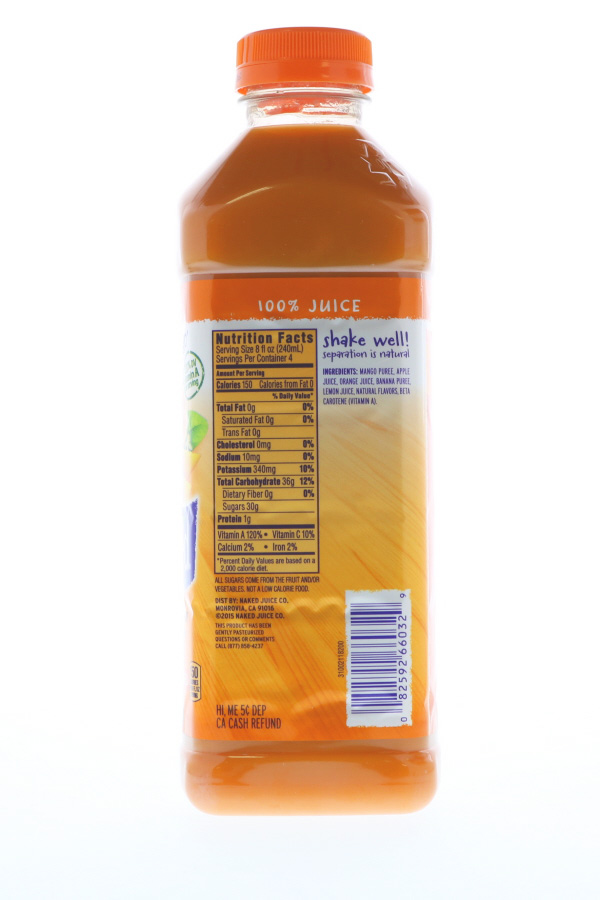 100% JUICE
Nutrition Facts
Serving Size 8 fl oz (240mL)
Servings Per Container 4
Amount Per Serving
Calories 150 Calories from Fat 0
% Daily Value*
Total Fat 0g 0%
Saturated Fat 0g 0%
Trans Fat 0g
Cholesterol 0mg 0%
Sodium 10mg 0%
Potassium 340mg 10%
Total Carbohydrate 36g 12%
Dietary Fiber 0g 0%
Sugars 30g
Protein 1g
Vitamin A 120% • Vitamin C 10%
Calcium 2% • Iron 2%
*Percent Daily Values are based on a
2,000 calorie diet.
ALL SUGARS COME FROM THE FRUIT AND/OR
VEGETABLES. NOT A LOW CALORIE FOOD.
DIST BY: NAKED JUICE CO.
MONROVIA, CA 91016
©2015 NAKED JUICE CO.
THIS PRODUCT HAS BEEN
GENTLY PASTEURIZED
QUESTIONS OR COMMENTS
CALL (877) 858-4237
HI, ME 5¢ DEP
CA CASH REFUND
shake well!
separation is natural
INGREDIENTS: MANGO PUREE, APPLE
JUICE, ORANGE JUICE, BANANA PUREE,
LEMON JUICE, NATURAL FLAVORS, BETA
CAROTENE (VITAMIN A).
0 82592 66032 9